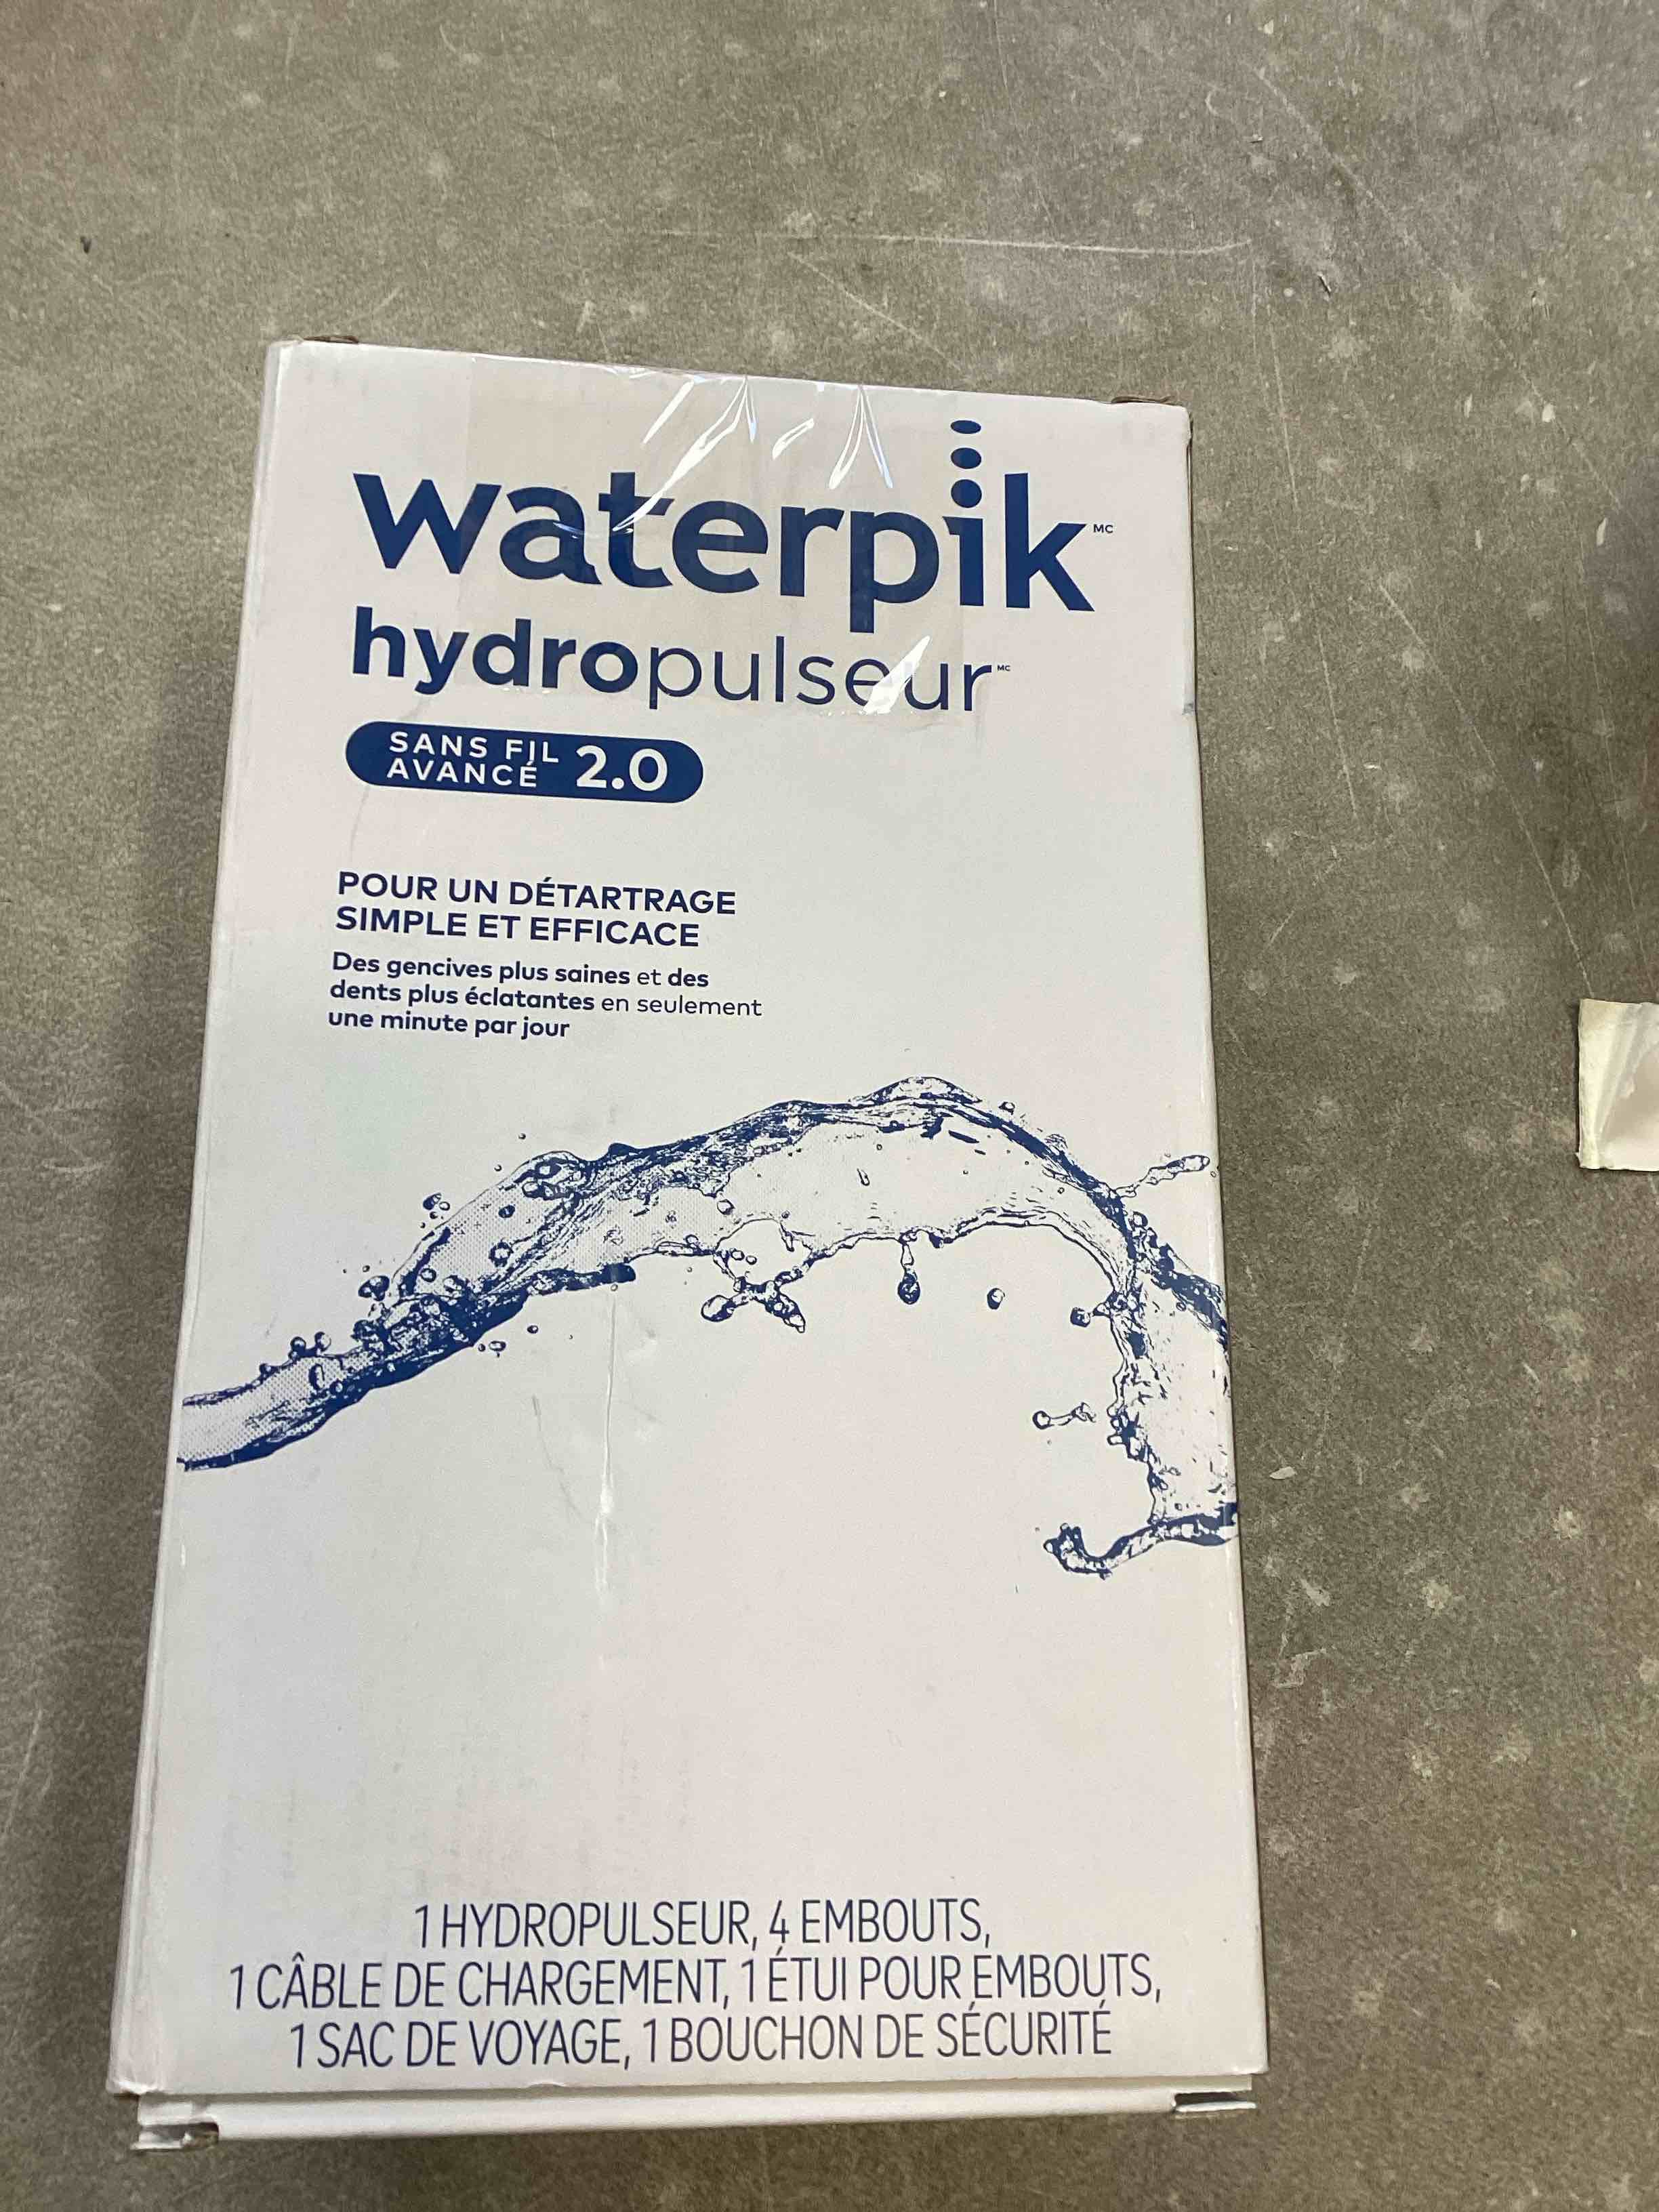 waterpik MC
hydropulseur MC
SANS FIL
AVANCÉ 2.0
POUR UN DÉTARTRAGE
SIMPLE ET EFFICACE
Des gencives plus saines et des
dents plus éclatantes en seulement
une minute par jour
1 HYDROPULSEUR, 4 EMBOUTS,
1 CÂBLE DE CHARGEMENT, 1 ÉTUI POUR EMBOUTS,
1 SAC DE VOYAGE, 1 BOUCHON DE SÉCURITÉ